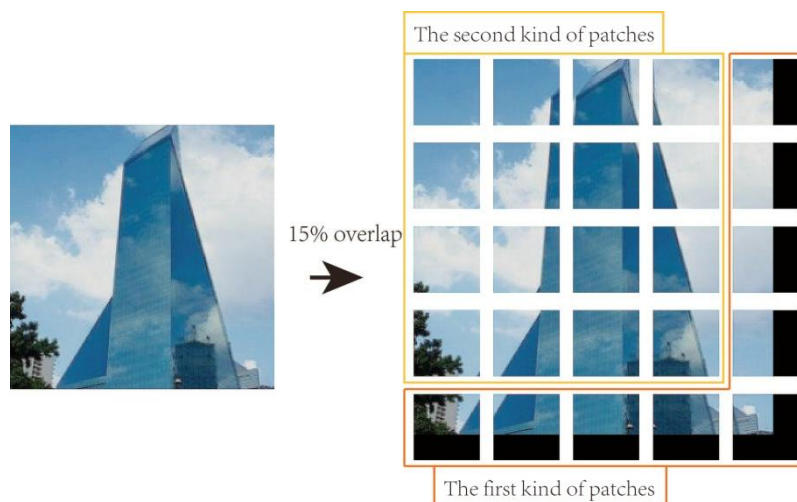 The second kind of patches
15% overlap
The first kind of patches